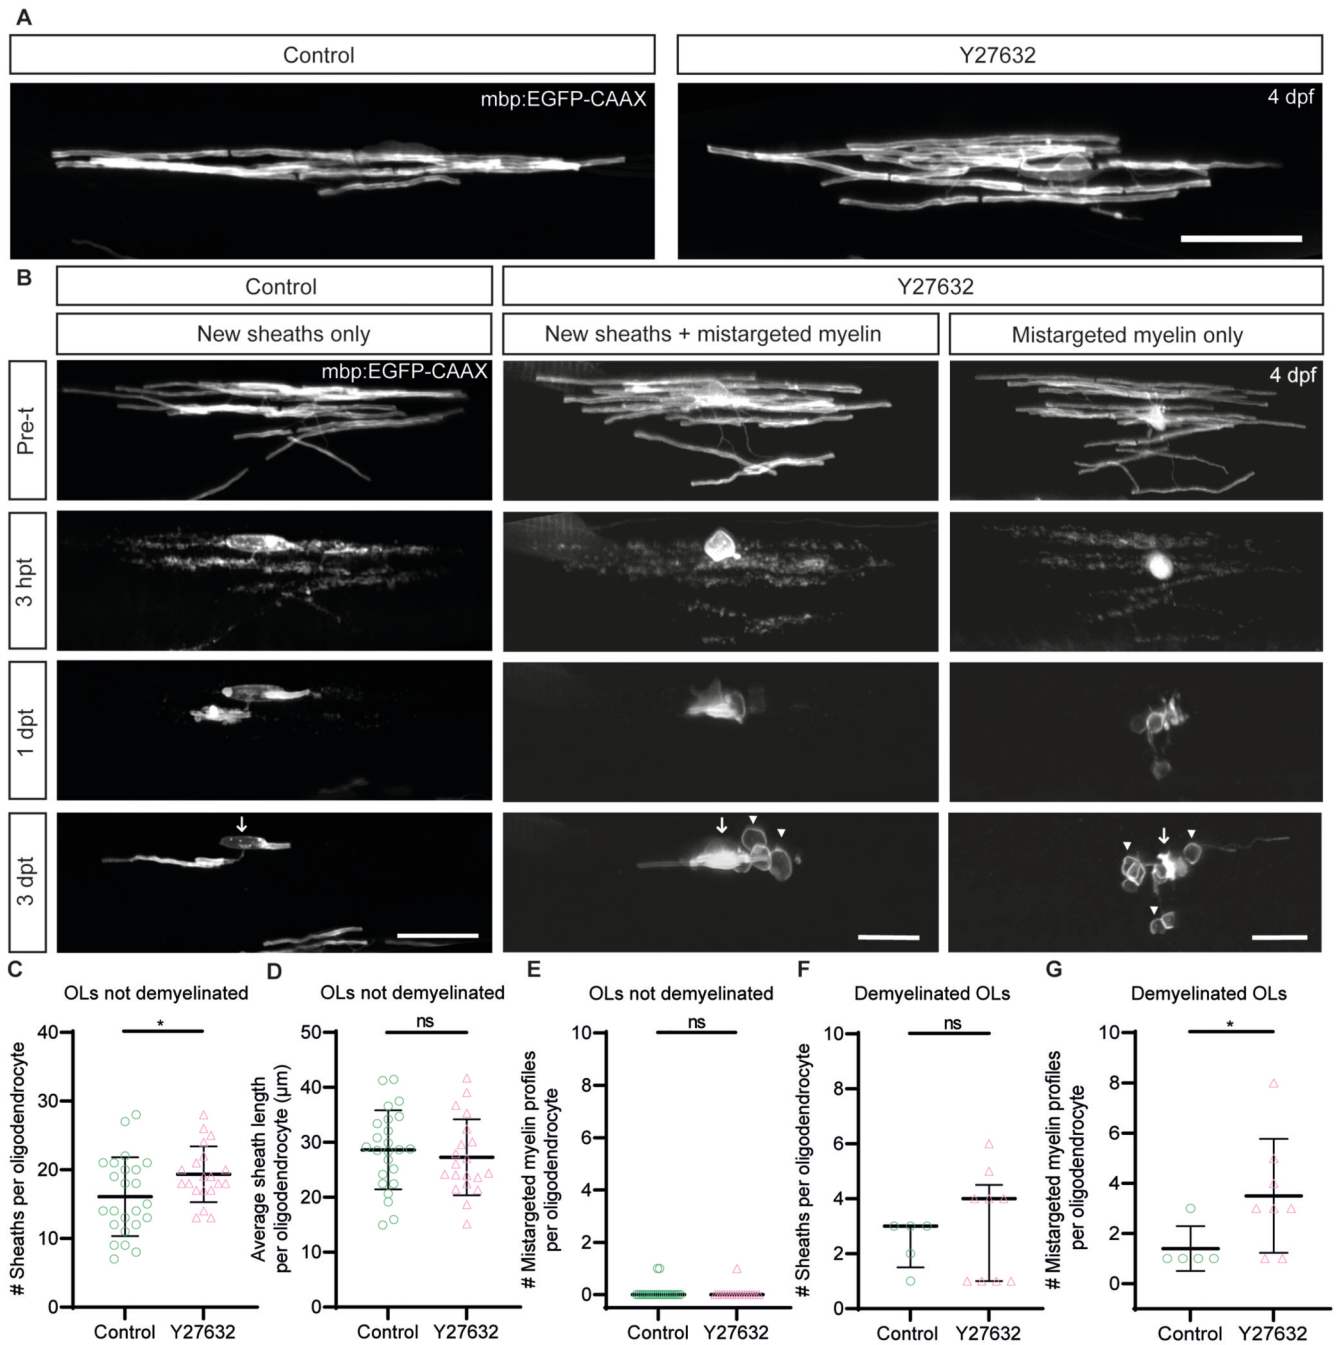 A
Control
Y27632
mbp:EGFP-CAAX
4 dpf
B
Control
Y27632
New sheaths only
New sheaths + mistargeted myelin
Mistargeted myelin only
Pre-t
mbp:EGFP-CAAX
4 dpf
3 hpt
1 dpt
3 dpt
C
OLs not demyelinated
*
# Sheaths per oligodendrocyte
40
30
20
10
0
Control
Y27632
D
OLs not demyelinated
ns
Average sheath length
per oligodendrocyte (μm)
50
40
30
20
10
0
Control
Y27632
E
OLs not demyelinated
ns
# Mistargeted myelin profiles
per oligodendrocyte
10
8
6
4
2
0
Control
Y27632
F
Demyelinated OLs
ns
# Sheaths per oligodendrocyte
10
8
6
4
2
0
Control
Y27632
G
Demyelinated OLs
*
# Mistargeted myelin profiles
per oligodendrocyte
10
8
6
4
2
0
Control
Y27632